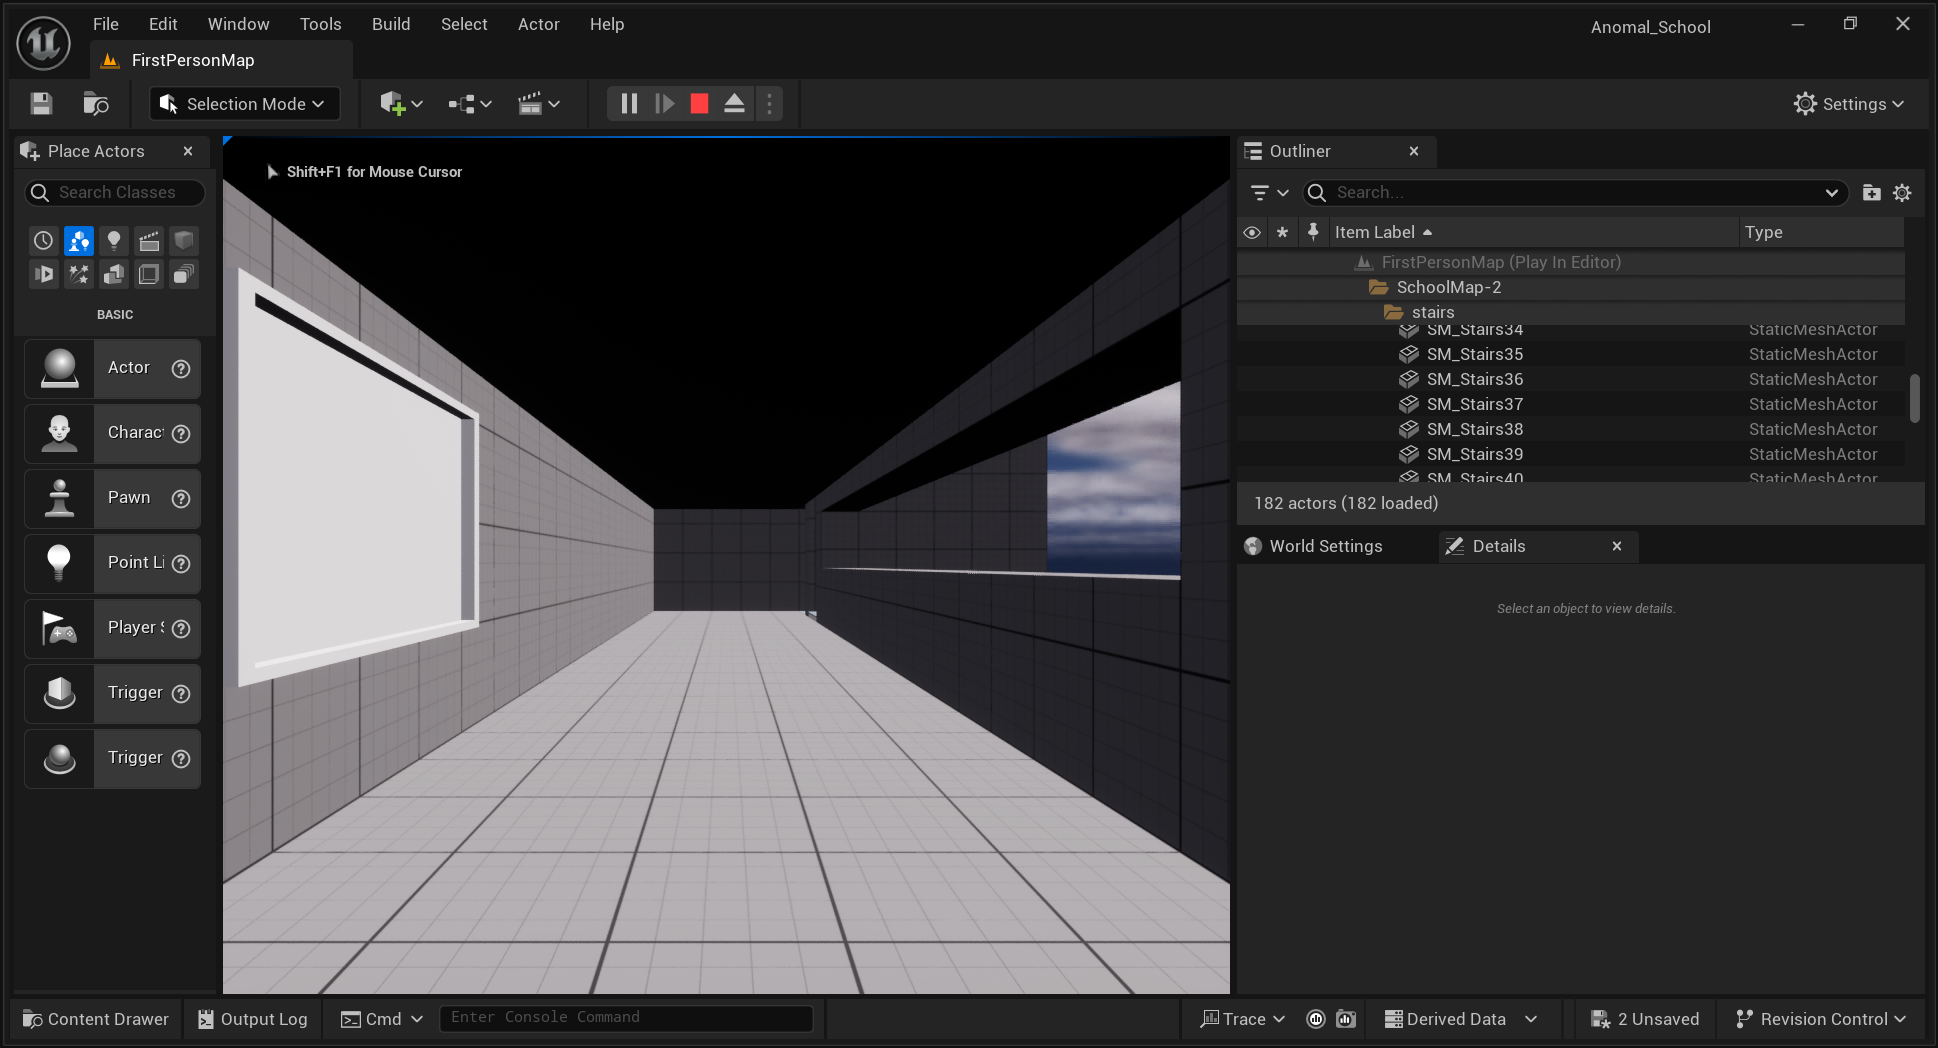 File Edit Window Tools Build Select Actor Help
Anomal_School
FirstPersonMap
Selection Mode
Settings
Place Actors
Search Classes
BASIC
Actor
Charac
Pawn
Point Li
Player S
Trigger
Trigger
Shift+F1 for Mouse Cursor
Outliner
Search...
Item Label Type
FirstPersonMap (Play In Editor)
SchoolMap-2
stairs
SM_Stairs34 StaticMeshActor
SM_Stairs35 StaticMeshActor
SM_Stairs36 StaticMeshActor
SM_Stairs37 StaticMeshActor
SM_Stairs38 StaticMeshActor
SM_Stairs39 StaticMeshActor
SM_Stairs40 StaticMeshActor
182 actors (182 loaded)
World Settings Details
Select an object to view details.
Content Drawer Output Log Cmd Enter Console Command Trace Derived Data 2 Unsaved Revision Control